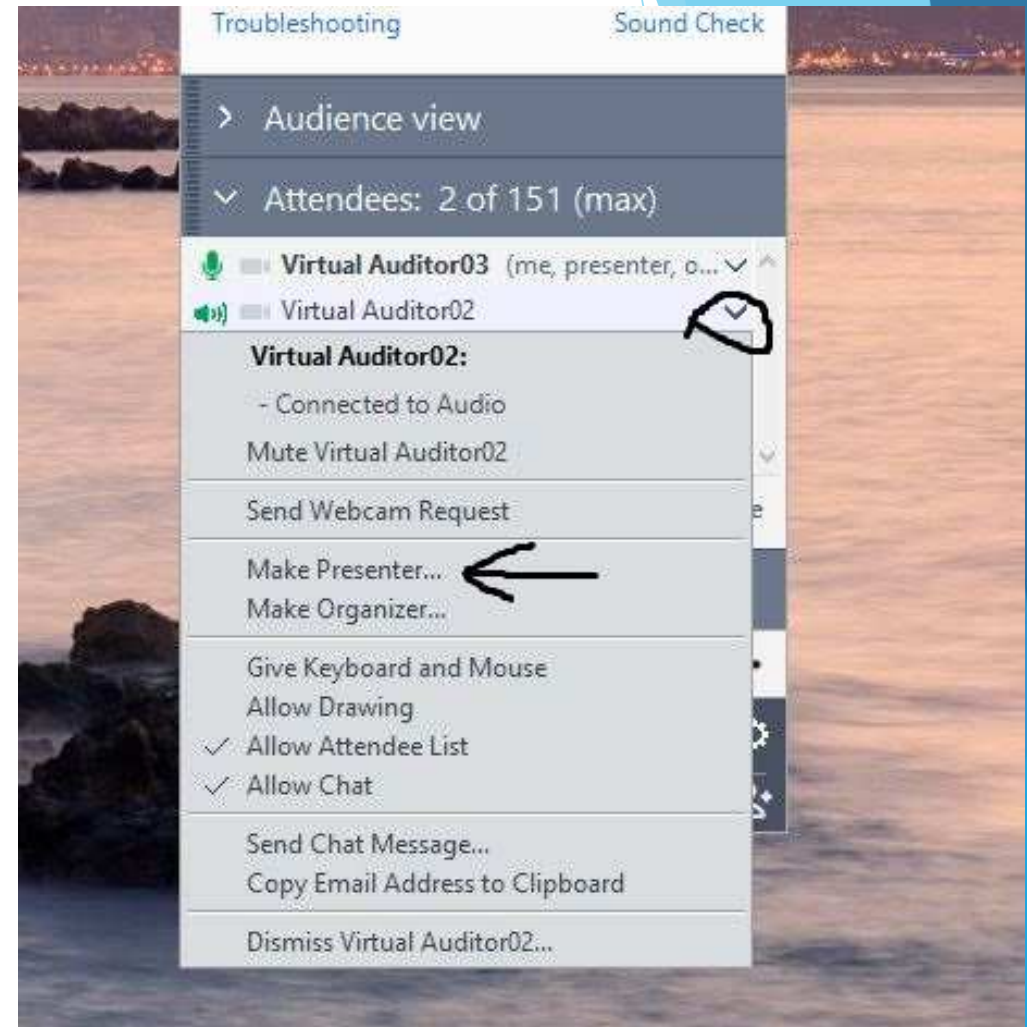 Troubleshooting Sound Check
Audience view
Attendees: 2 of 151 (max)
Virtual Auditor03 (me, presenter, o...
Virtual Auditor02
Virtual Auditor02:
- Connected to Audio
Mute Virtual Auditor02
Send Webcam Request
Make Presenter...
Make Organizer...
Give Keyboard and Mouse
Allow Drawing
Allow Attendee List
Allow Chat
Send Chat Message...
Copy Email Address to Clipboard
Dismiss Virtual Auditor02...